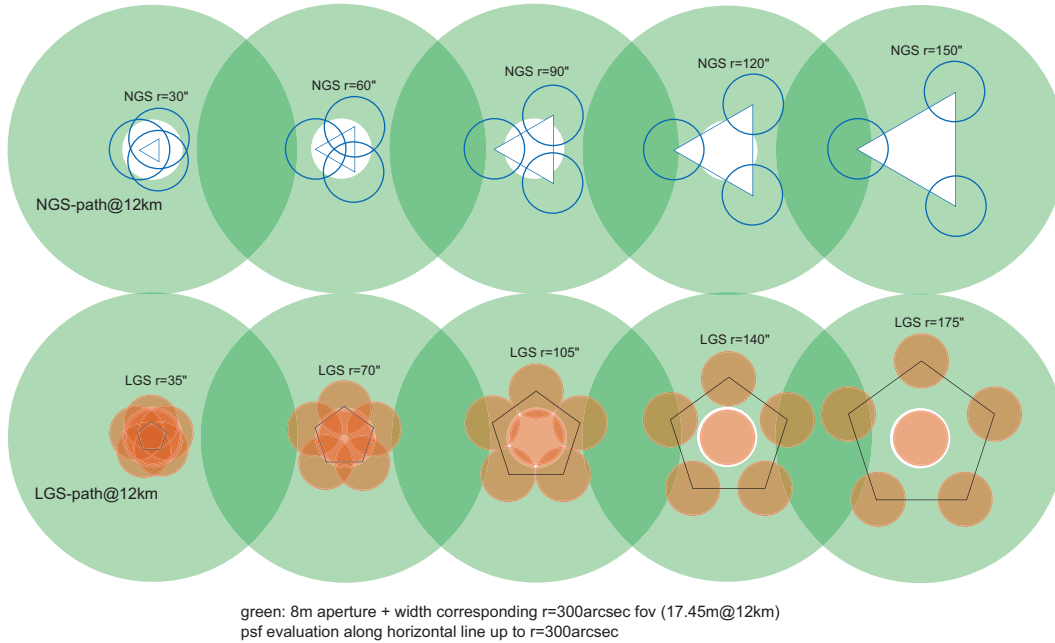 NGS r=30"
NGS r=60"
NGS r=90"
NGS r=120"
NGS r=150"
NGS-path@12km
LGS r=35"
LGS r=70"
LGS r=105"
LGS r=140"
LGS r=175"
LGS-path@12km
green: 8m aperture + width corresponding r=300arcsec fov (17.45m@12km)
psf evaluation along horizontal line up to r=300arcsec